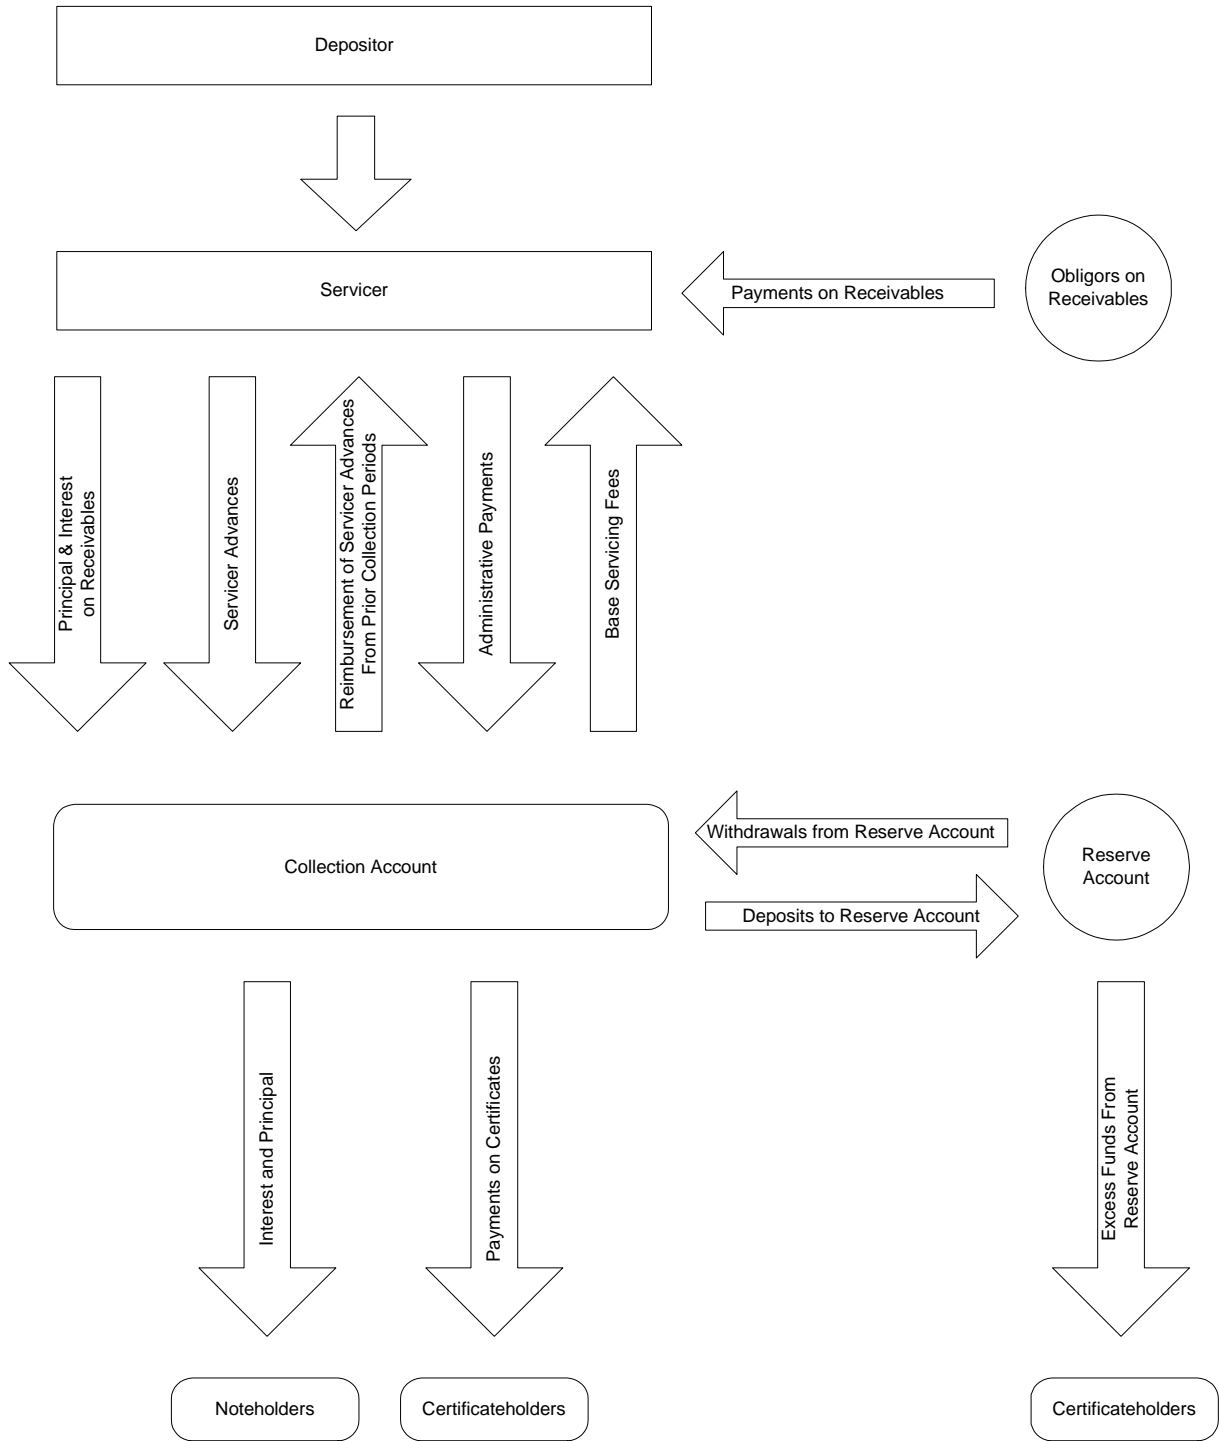 Depositor
Servicer
Payments on Receivables
Obligors on
Receivables
Principal & Interest
on Receivables
Servicer Advances
Reimbursement of Servicer Advances
From Prior Collection Periods
Administrative Payments
Base Servicing Fees
Collection Account
Withdrawals from Reserve Account
Deposits to Reserve Account
Reserve
Account
Interest and Principal
Payments on Certificates
Excess Funds From
Reserve Account
Noteholders
Certificateholders
Certificateholders